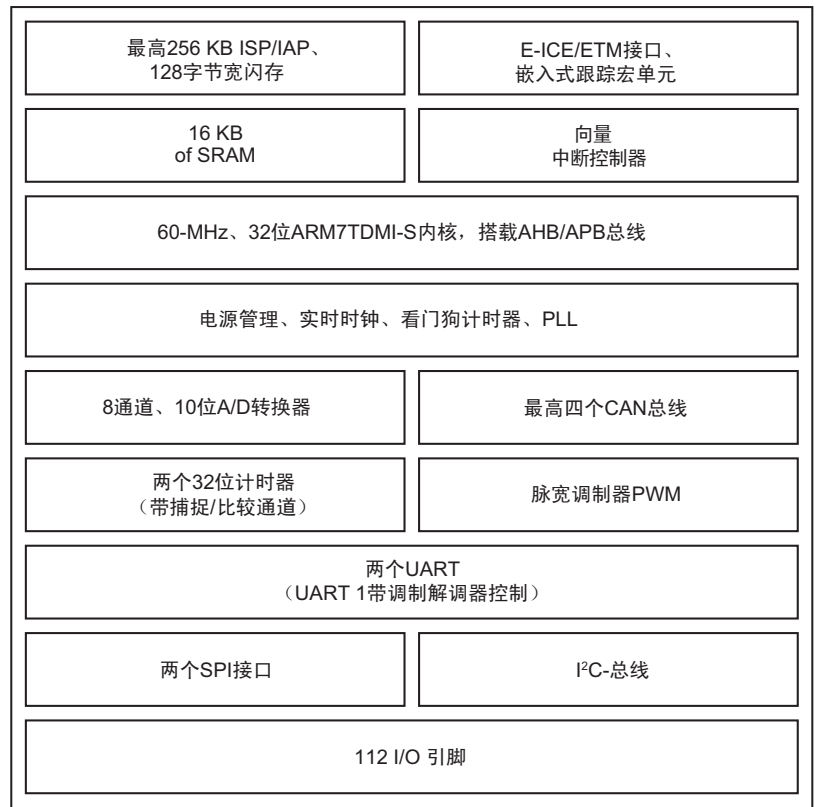 最高256 KB ISP/IAP、
128字节宽闪存
E-ICE/ETM接口、
嵌入式跟踪宏单元
16 KB
of SRAM
向量
中断控制器
60-MHz、32位ARM7TDMI-S内核，搭载AHB/APB总线
电源管理、实时时钟、看门狗计时器、PLL
8通道、10位A/D转换器
最高四个CAN总线
两个32位计时器
（带捕捉/比较通道）
脉宽调制器PWM
两个UART
（UART 1带调制解调器控制）
两个SPI接口
I²C-总线
112 I/O 引脚